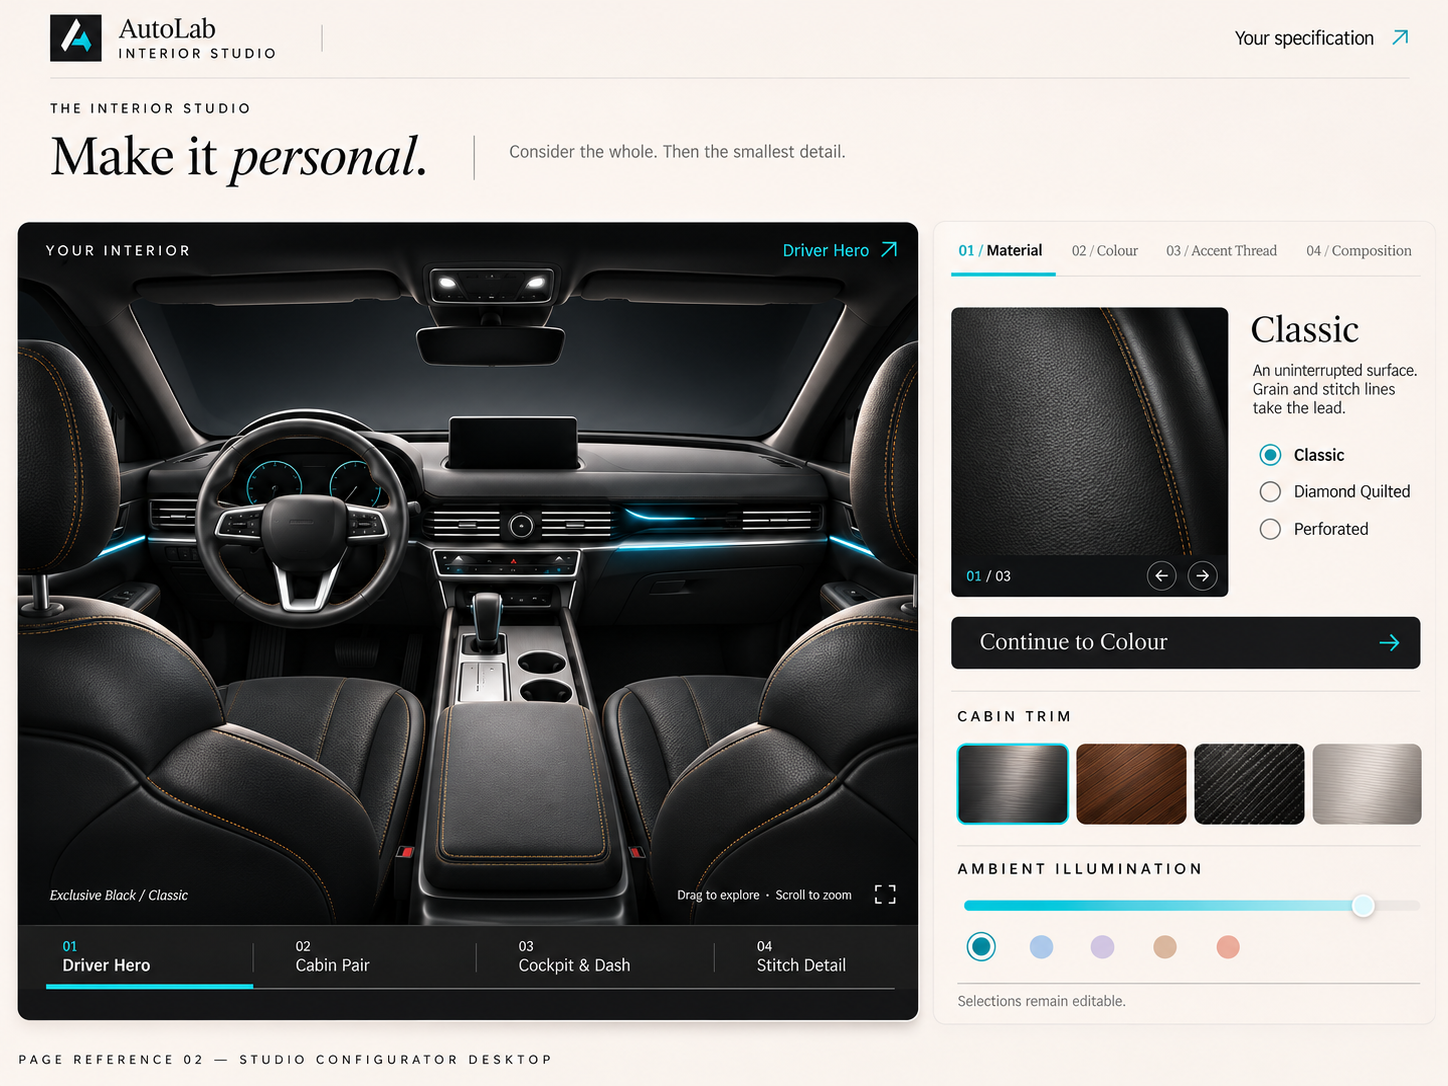 AutoLab
INTERIOR STUDIO
Your specification
THE INTERIOR STUDIO
Make it personal.
Consider the whole. Then the smallest detail.
YOUR INTERIOR
Driver Hero
Exclusive Black / Classic
Drag to explore · Scroll to zoom
01
Driver Hero
02
Cabin Pair
03
Cockpit & Dash
04
Stitch Detail
01 / Material
02 / Colour
03 / Accent Thread
04 / Composition
Classic
An uninterrupted surface.
Grain and stitch lines
take the lead.
Classic
Diamond Quilted
Perforated
01 / 03
Continue to Colour
CABIN TRIM
AMBIENT ILLUMINATION
Selections remain editable.
PAGE REFERENCE 02 — STUDIO CONFIGURATOR DESKTOP